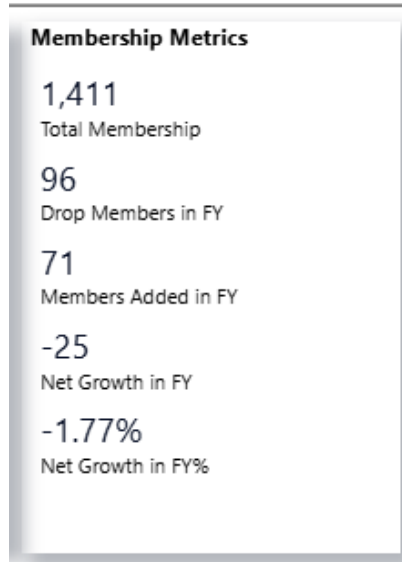 Membership Metrics
1,411
Total Membership
96
Drop Members in FY
71
Members Added in FY
-25
Net Growth in FY
-1.77%
Net Growth in FY%